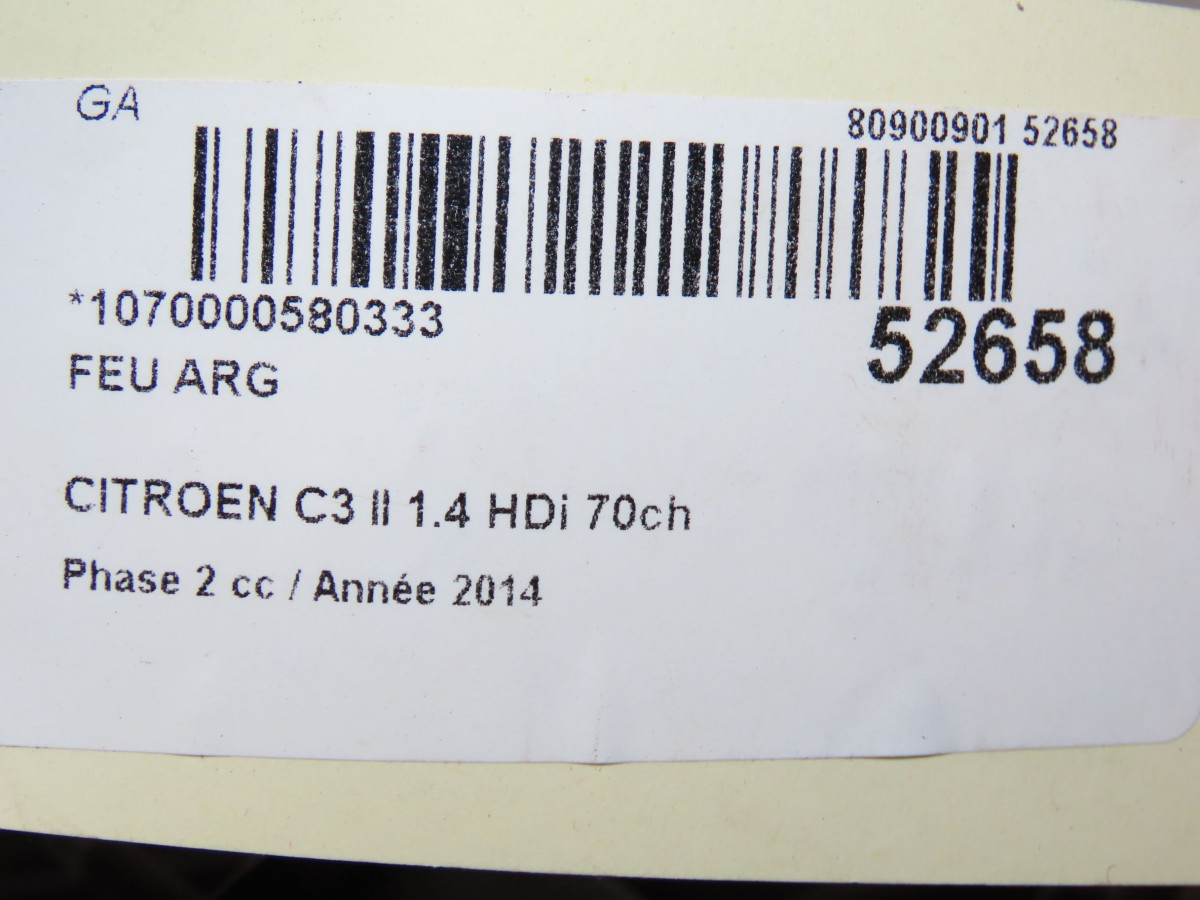 GA
80900901 52658
*1070000580333
52658
FEU ARG
CITROEN C3 II 1.4 HDi 70ch
Phase 2 cc / Année 2014